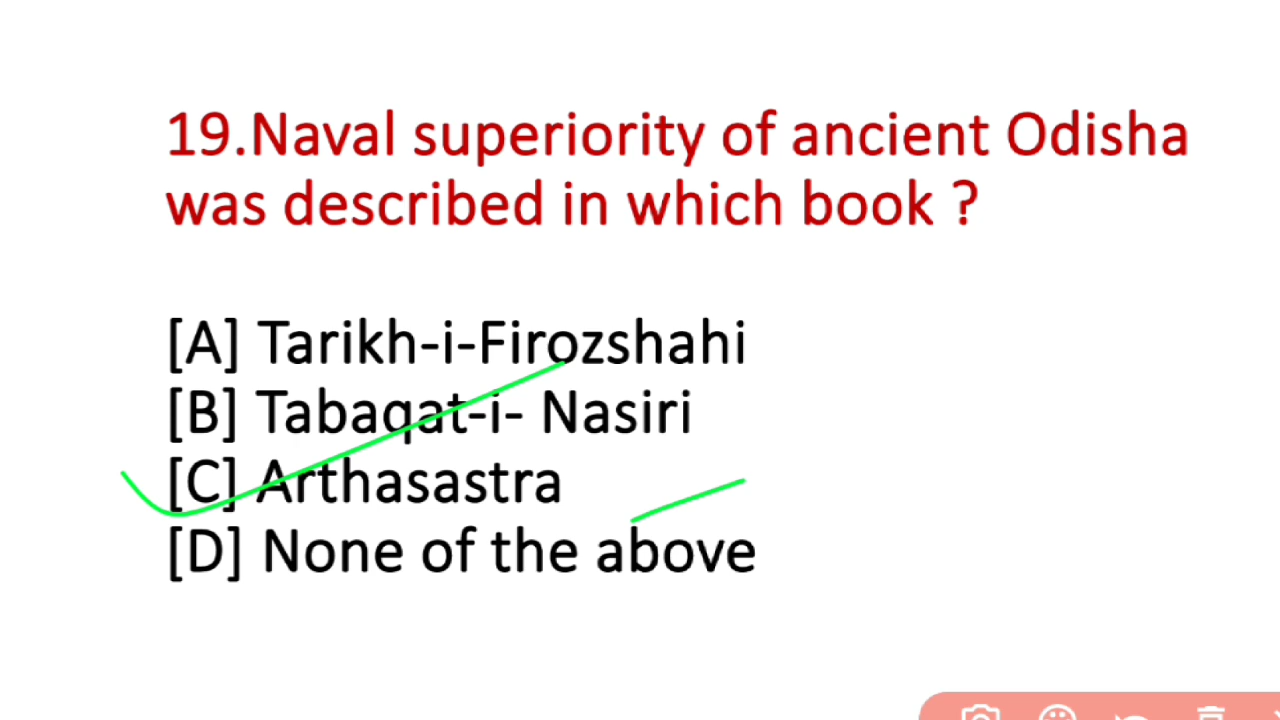 19.Naval superiority of ancient Odisha
was described in which book ?
[A] Tarikh-i-Firozshahi
[B] Tabaqat-i- Nasiri
[C] Arthasastra
[D] None of the above